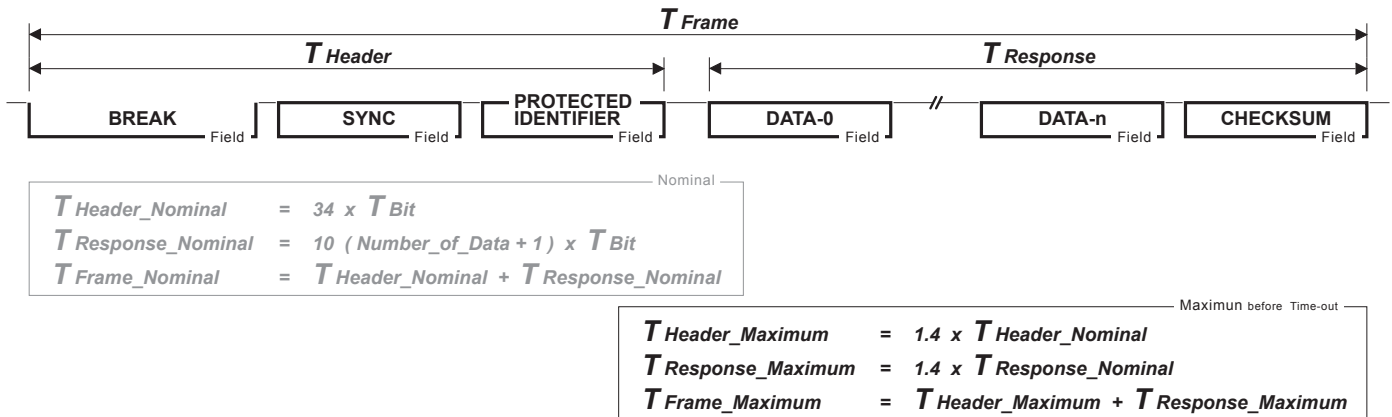 T Frame
T Header T Response
BREAK Field SYNC Field PROTECTED IDENTIFIER Field DATA-0 Field // DATA-n Field CHECKSUM Field
Nominal
T Header_Nominal = 34 x T Bit
T Response_Nominal = 10 ( Number_of_Data + 1 ) x T Bit
T Frame_Nominal = T Header_Nominal + T Response_Nominal
Maximun before Time-out
T Header_Maximum = 1.4 x T Header_Nominal
T Response_Maximum = 1.4 x T Response_Nominal
T Frame_Maximum = T Header_Maximum + T Response_Maximum